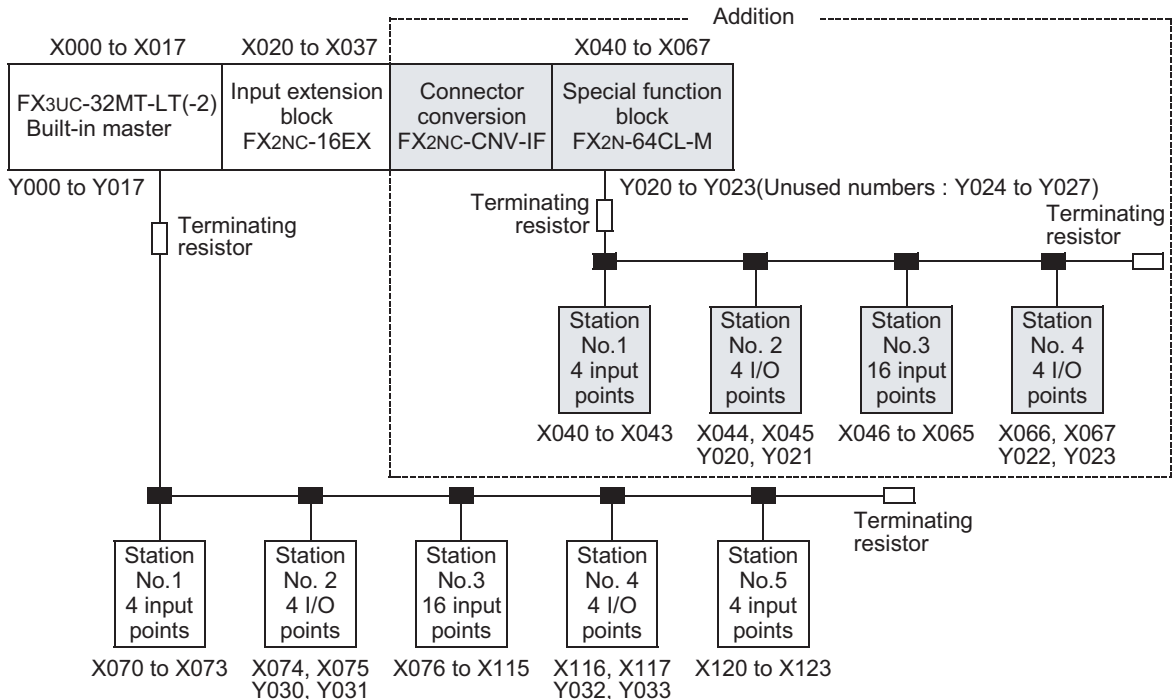 Addition
X000 to X017
X020 to X037
X040 to X067
FX3UC-32MT-LT(-2)
Built-in master
Input extension
block
FX2NC-16EX
Connector
conversion
FX2NC-CNV-IF
Special function
block
FX2N-64CL-M
Y000 to Y017
Y020 to Y023(Unused numbers : Y024 to Y027)
Terminating
resistor
Terminating
resistor
Terminating
resistor
Station
No.1
4 input
points
Station
No. 2
4 I/O
points
Station
No.3
16 input
points
Station
No. 4
4 I/O
points
X040 to X043
X044, X045
Y020, Y021
X046 to X065
X066, X067
Y022, Y023
Terminating
resistor
Station
No.1
4 input
points
Station
No. 2
4 I/O
points
Station
No.3
16 input
points
Station
No. 4
4 I/O
points
Station
No.5
4 input
points
X070 to X073
X074, X075
Y030, Y031
X076 to X115
X116, X117
Y032, Y033
X120 to X123